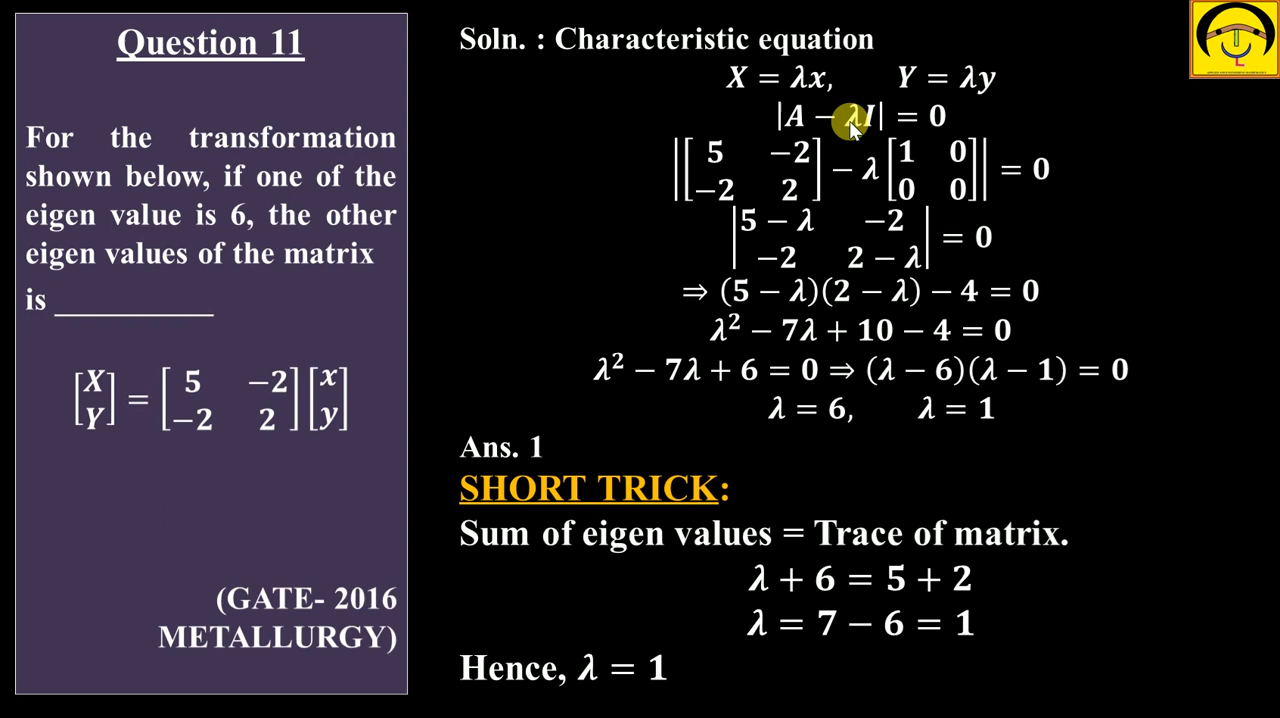 Question 11
For the transformation
shown below, if one of the
eigen value is 6, the other
eigen values of the matrix
is __________
[X Y] = [5 −2 −2 2] [x y]
(GATE- 2016
METALLURGY)
Soln. : Characteristic equation
X = λx, Y = λy
|A − λI| = 0
|[5 −2 −2 2] − λ [1 0 0 0]| = 0
|5 − λ −2 −2 2 − λ| = 0
⇒ (5 − λ)(2 − λ) − 4 = 0
λ² − 7λ + 10 − 4 = 0
λ² − 7λ + 6 = 0 ⇒ (λ − 6)(λ − 1) = 0
λ = 6, λ = 1
Ans. 1
SHORT TRICK:
Sum of eigen values = Trace of matrix.
λ + 6 = 5 + 2
λ = 7 − 6 = 1
Hence, λ = 1